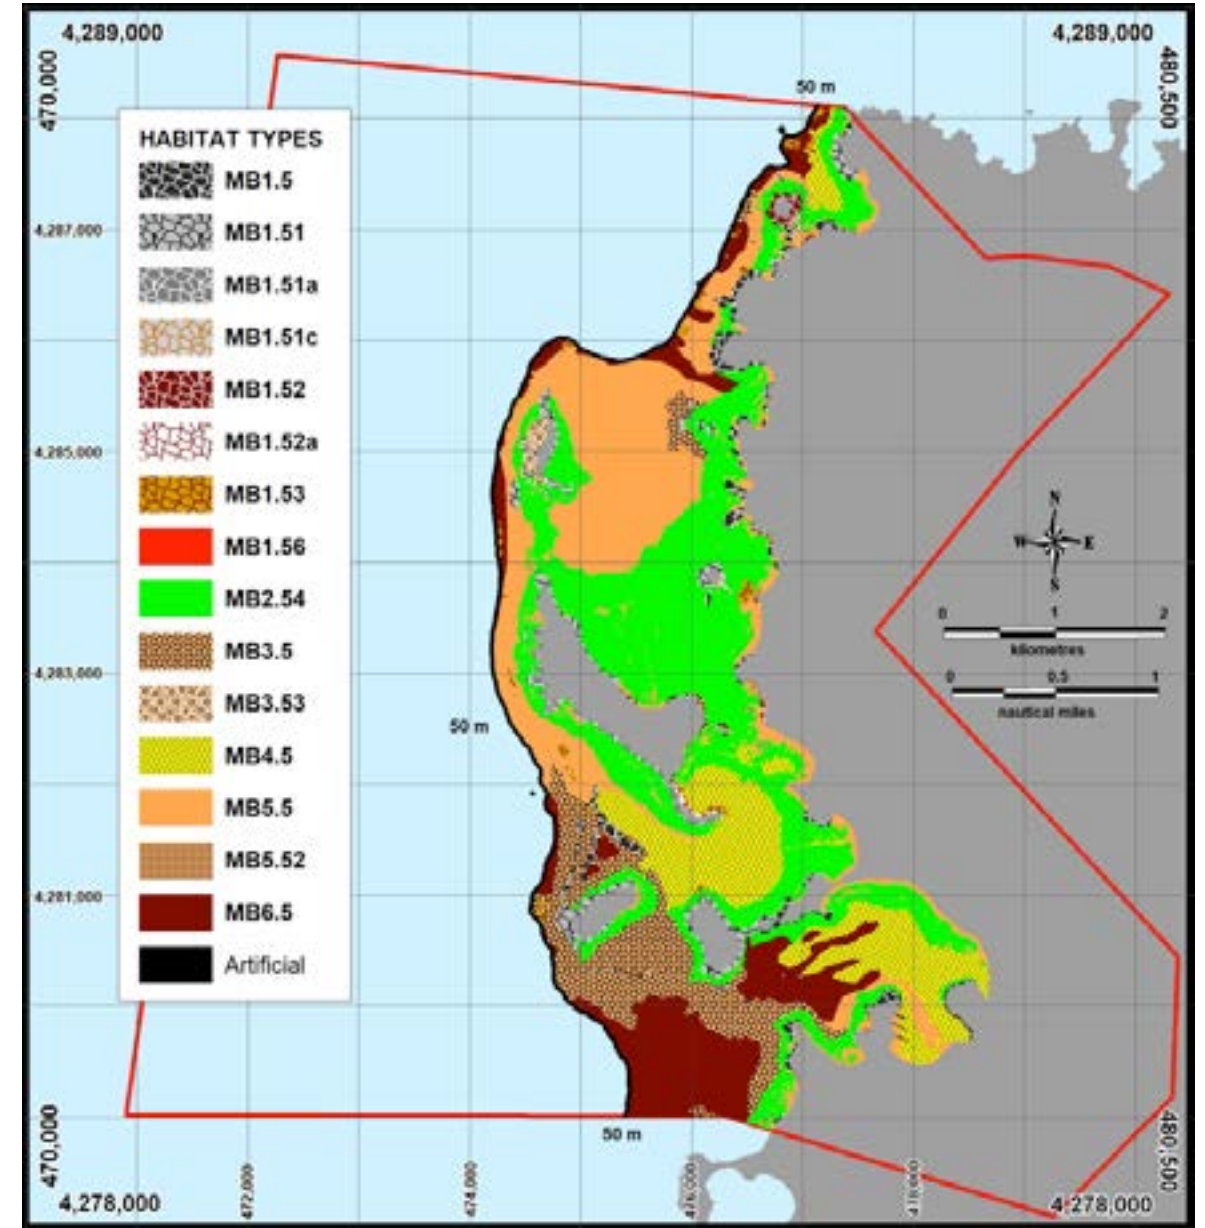 4,289,000
4,289,000
470,000
480,500
50 m
HABITAT TYPES
MB1.5
MB1.51
MB1.51a
MB1.51c
MB1.52
MB1.52a
MB1.53
MB1.56
MB2.54
MB3.5
MB3.53
MB4.5
MB5.5
MB5.52
MB6.5
Artificial
4,287,000
4,285,000
4,283,000
4,281,000
N
W E
S
0 1 2
kilometres
0 0.5 1
nautical miles
50 m
50 m
470,000
480,500
472,000
474,000
476,000
478,000
4,278,000
4,278,000